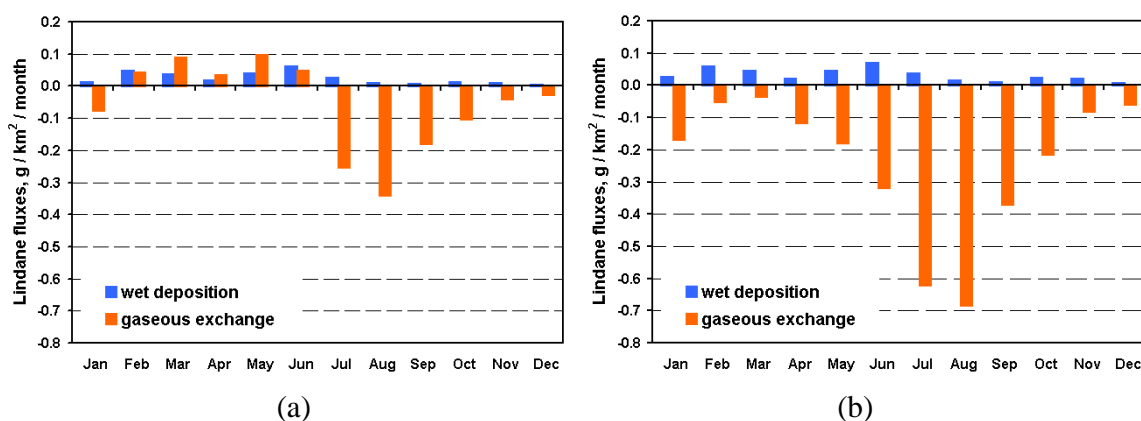 Lindane fluxes, g / km² / month
0.2
0.1
0.0
-0.1
-0.2
-0.3
-0.4
-0.5
-0.6
-0.7
-0.8
wet deposition
gaseous exchange
Jan Feb Mar Apr May Jun Jul Aug Sep Oct Nov Dec
(a)
Lindane fluxes, g / km² / month
0.2
0.1
0.0
-0.1
-0.2
-0.3
-0.4
-0.5
-0.6
-0.7
-0.8
wet deposition
gaseous exchange
Jan Feb Mar Apr May Jun Jul Aug Sep Oct Nov Dec
(b)